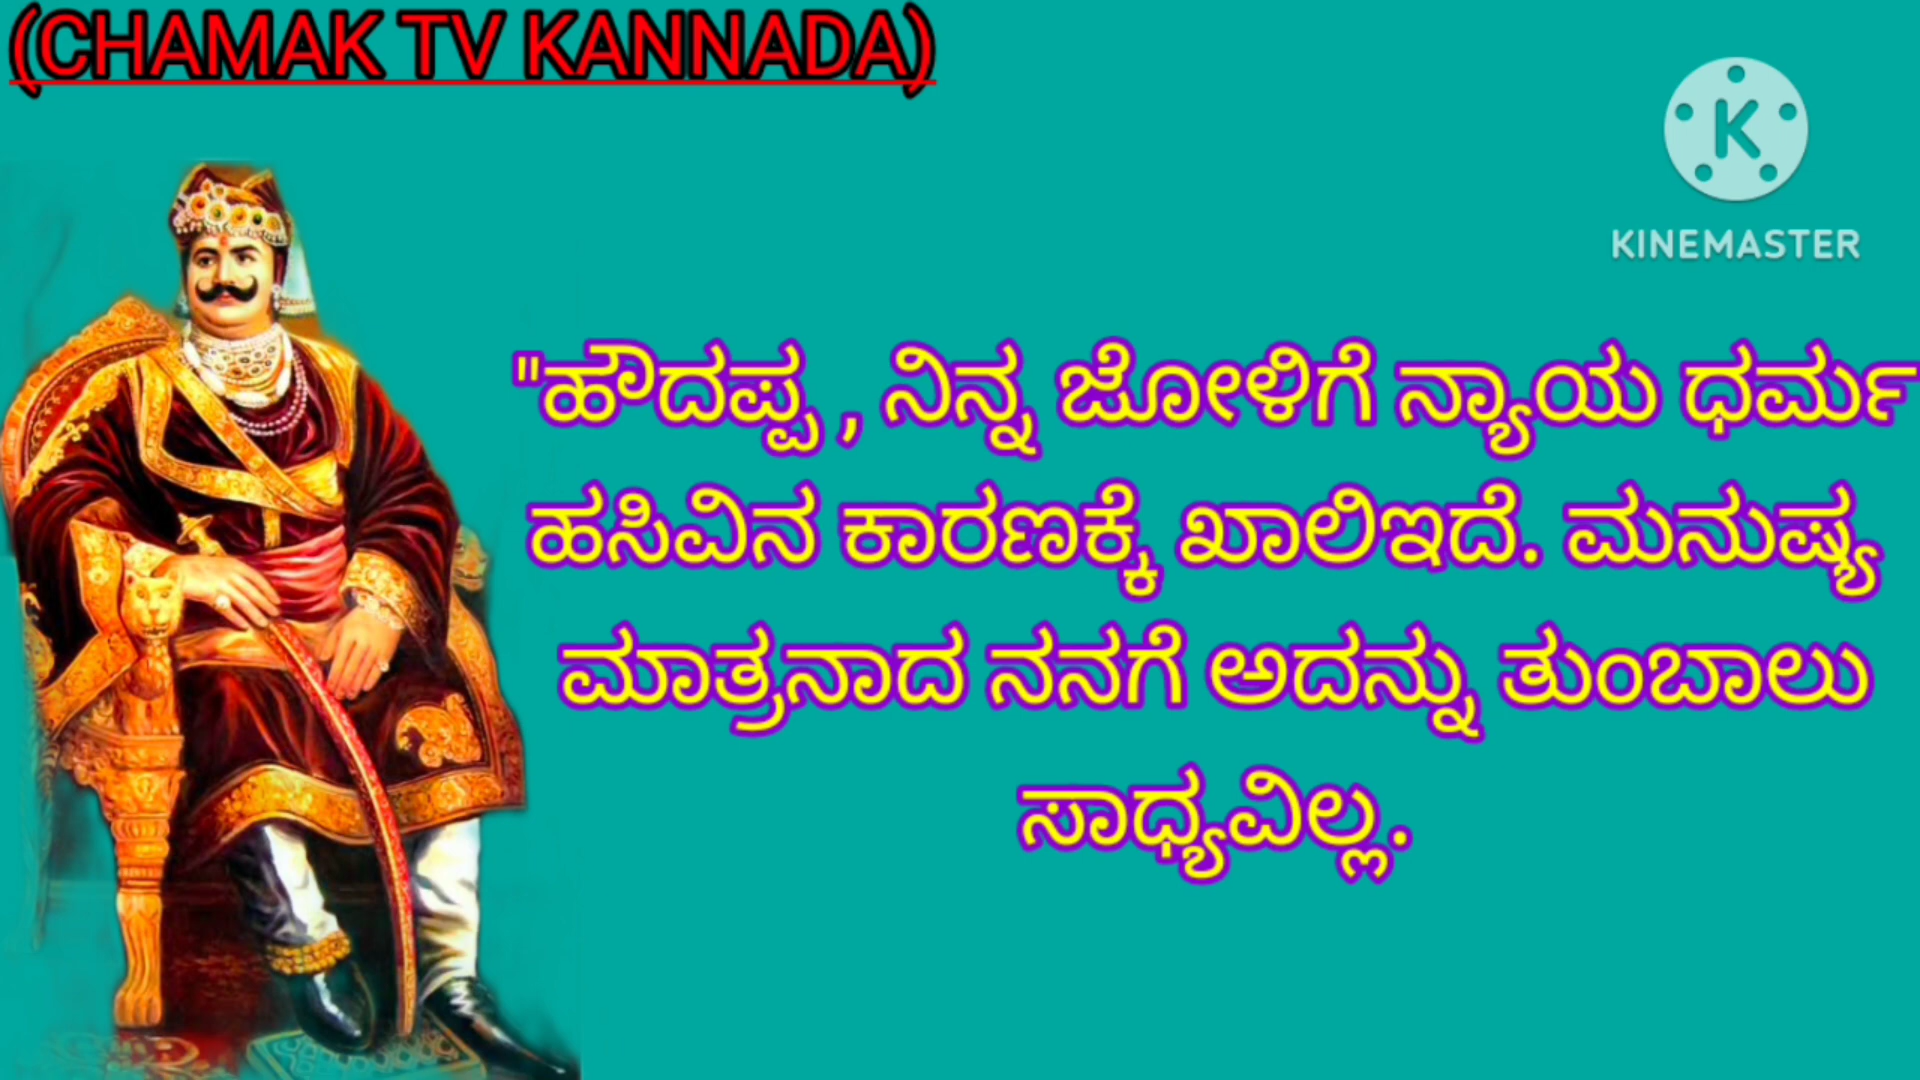 (CHAMAK TV KANNADA)
K
KINEMASTER
"ಹೌದಪ್ಪ , ನಿನ್ನ ಜೋಳಿಗೆ ನ್ಯಾಯ ಧರ್ಮ
ಹಸಿವಿನ ಕಾರಣಕ್ಕೆ ಖಾಲಿಇದೆ. ಮನುಷ್ಯ
ಮಾತ್ರನಾದ ನನಗೆ ಅದನ್ನು ತುಂಬಾಲು
ಸಾಧ್ಯವಿಲ್ಲ.